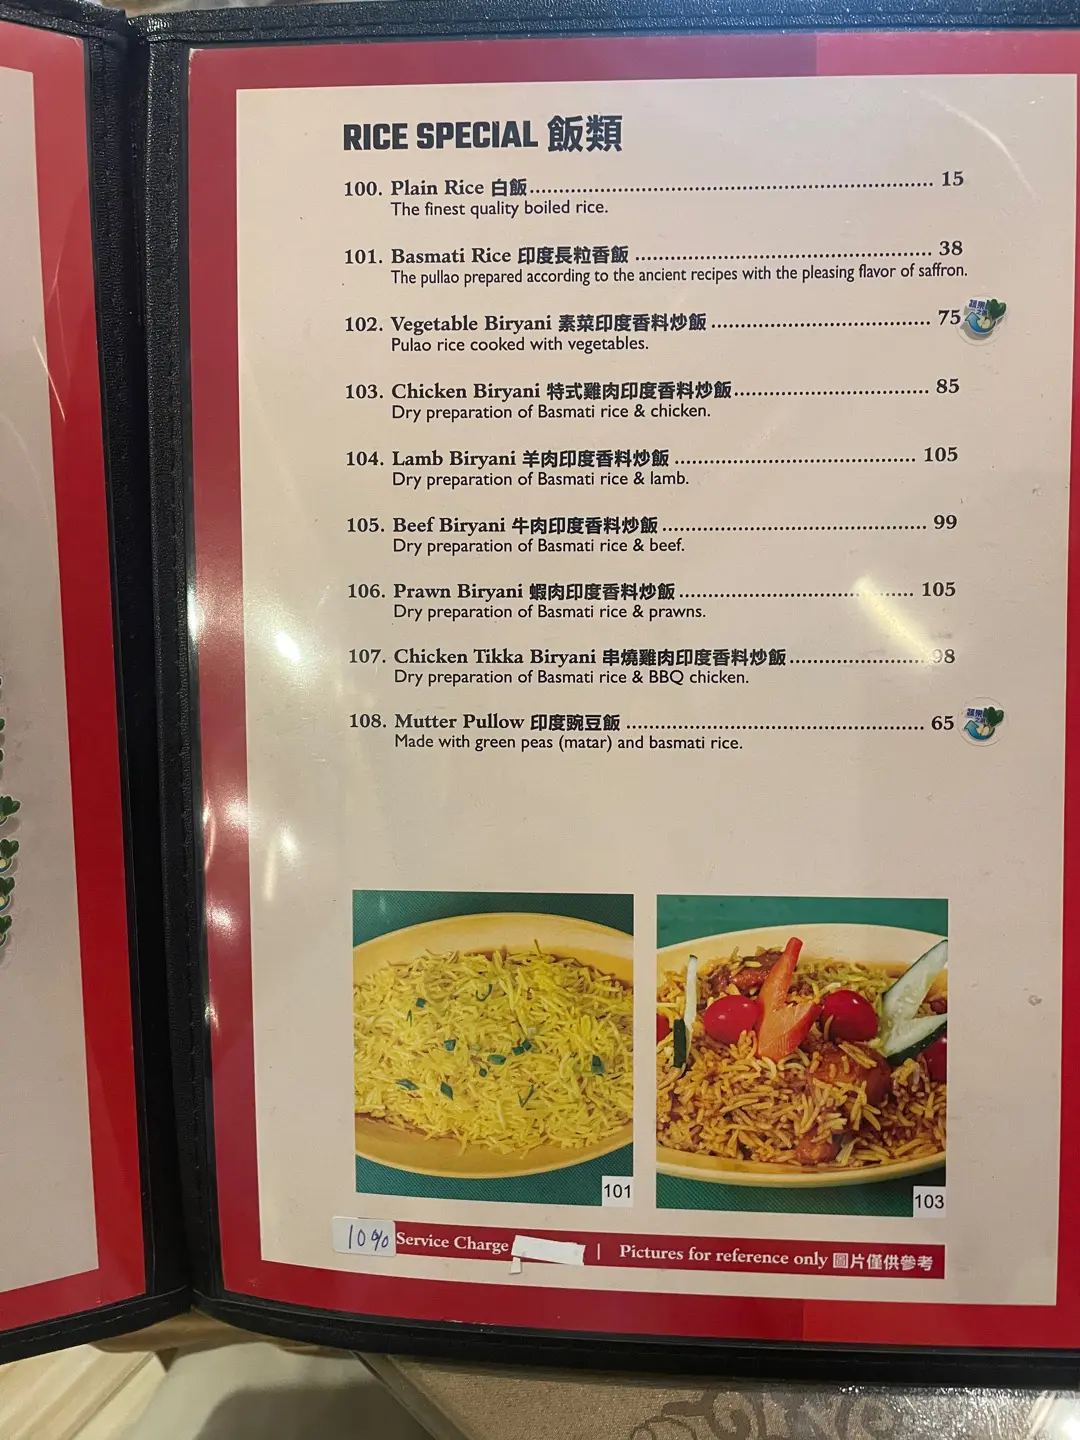 RICE SPECIAL 飯類
100. Plain Rice 白飯 15
The finest quality boiled rice.
101. Basmati Rice 印度長粒香飯 38
The pullao prepared according to the ancient recipes with the pleasing flavor of saffron.
102. Vegetable Biryani 素菜印度香料炒飯 75
Pulao rice cooked with vegetables.
103. Chicken Biryani 特式雞肉印度香料炒飯 85
Dry preparation of Basmati rice & chicken.
104. Lamb Biryani 羊肉印度香料炒飯 105
Dry preparation of Basmati rice & lamb.
105. Beef Biryani 牛肉印度香料炒飯 99
Dry preparation of Basmati rice & beef.
106. Prawn Biryani 蝦肉印度香料炒飯 105
Dry preparation of Basmati rice & prawns.
107. Chicken Tikka Biryani 串燒雞肉印度香料炒飯 98
Dry preparation of Basmati rice & BBQ chicken.
108. Mutter Pullow 印度豌豆飯 65
Made with green peas (matar) and basmati rice.
101
103
10% Service Charge | Pictures for reference only 圖片僅供參考